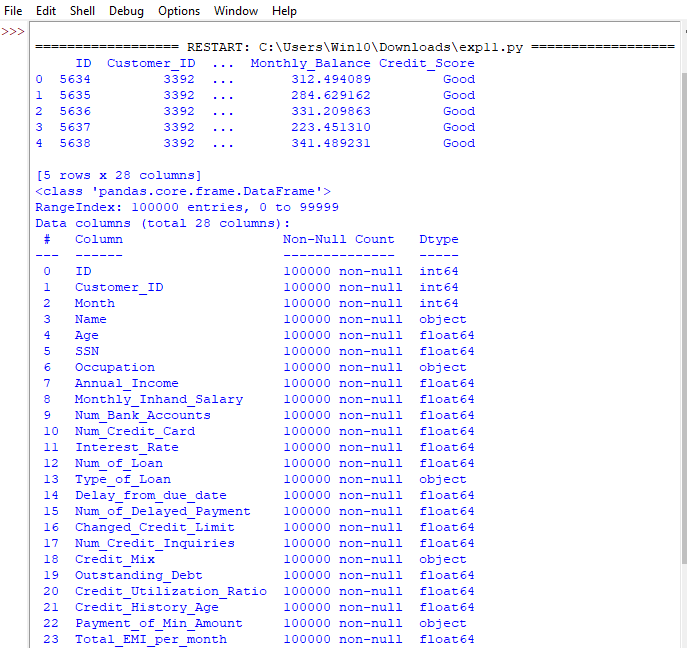 File Edit Shell Debug Options Window Help
>>>
================== RESTART: C:\Users\Win10\Downloads\exp11.py ==================
ID Customer_ID ... Monthly_Balance Credit_Score
0 5634 3392 ... 312.494089 Good
1 5635 3392 ... 284.629162 Good
2 5636 3392 ... 331.209863 Good
3 5637 3392 ... 223.451310 Good
4 5638 3392 ... 341.489231 Good
[5 rows x 28 columns]
<class 'pandas.core.frame.DataFrame'>
RangeIndex: 100000 entries, 0 to 99999
Data columns (total 28 columns):
# Column Non-Null Count Dtype
--- ------ -------------- -----
0 ID 100000 non-null int64
1 Customer_ID 100000 non-null int64
2 Month 100000 non-null int64
3 Name 100000 non-null object
4 Age 100000 non-null float64
5 SSN 100000 non-null float64
6 Occupation 100000 non-null object
7 Annual_Income 100000 non-null float64
8 Monthly_Inhand_Salary 100000 non-null float64
9 Num_Bank_Accounts 100000 non-null float64
10 Num_Credit_Card 100000 non-null float64
11 Interest_Rate 100000 non-null float64
12 Num_of_Loan 100000 non-null float64
13 Type_of_Loan 100000 non-null object
14 Delay_from_due_date 100000 non-null float64
15 Num_of_Delayed_Payment 100000 non-null float64
16 Changed_Credit_Limit 100000 non-null float64
17 Num_Credit_Inquiries 100000 non-null float64
18 Credit_Mix 100000 non-null object
19 Outstanding_Debt 100000 non-null float64
20 Credit_Utilization_Ratio 100000 non-null float64
21 Credit_History_Age 100000 non-null float64
22 Payment_of_Min_Amount 100000 non-null object
23 Total_EMI_per_month 100000 non-null float64